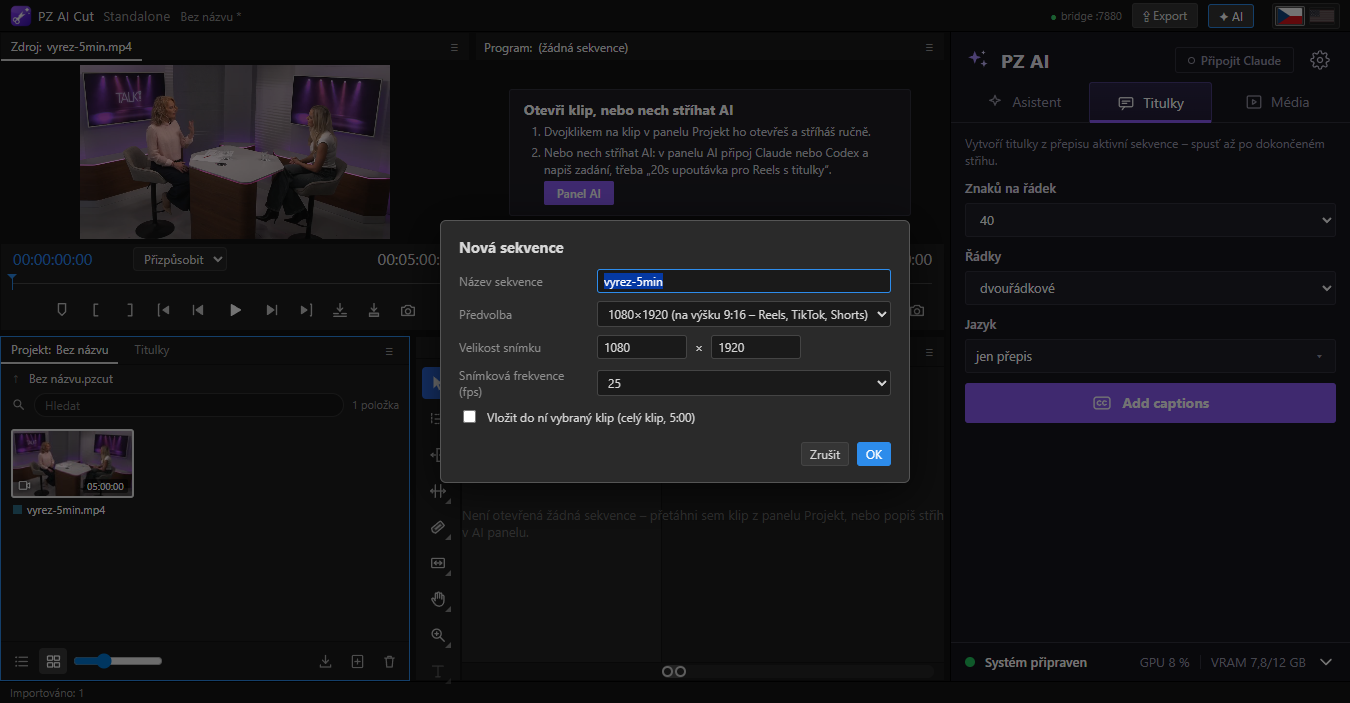 PZ AI Cut Standalone Bez názvu *
bridge :7880 Export AI
Zdroj: vyrez-5min.mp4
Program: (žádná sekvence)
TALK!
Otevři klip, nebo nech stříhat AI
1. Dvojklikem na klip v panelu Projekt ho otevřeš a stříháš ručně.
2. Nebo nech stříhat AI: v panelu AI připoj Claude nebo Codex a
napiš zadání, třeba „20s upoutávka pro Reels s titulky“.
Panel AI
00:00:00:00 Přizpůsobit 00:05:00: :00
PZ AI Připojit Claude
Asistent Titulky Média
Vytvoří titulky z přepisu aktivní sekvence – spusť až po dokončeném
střihu.
Znaků na řádek
40
Řádky
dvouřádkové
Jazyk
jen přepis
CC Add captions
Nová sekvence
Název sekvence vyrez-5min
Předvolba 1080×1920 (na výšku 9:16 – Reels, TikTok, Shorts)
Velikost snímku 1080 × 1920
Snímková frekvence
(fps) 25
Vložit do ní vybraný klip (celý klip, 5:00)
Zrušit OK
Projekt: Bez názvu Titulky
Bez názvu.pzcut
Hledat 1 položka
05:00:00
vyrez-5min.mp4
Není otevřená žádná sekvence – přetáhni sem klip z panelu Projekt, nebo popiš střih
v AI panelu.
Systém připraven GPU 8 % VRAM 7,8/12 GB
Importováno: 1